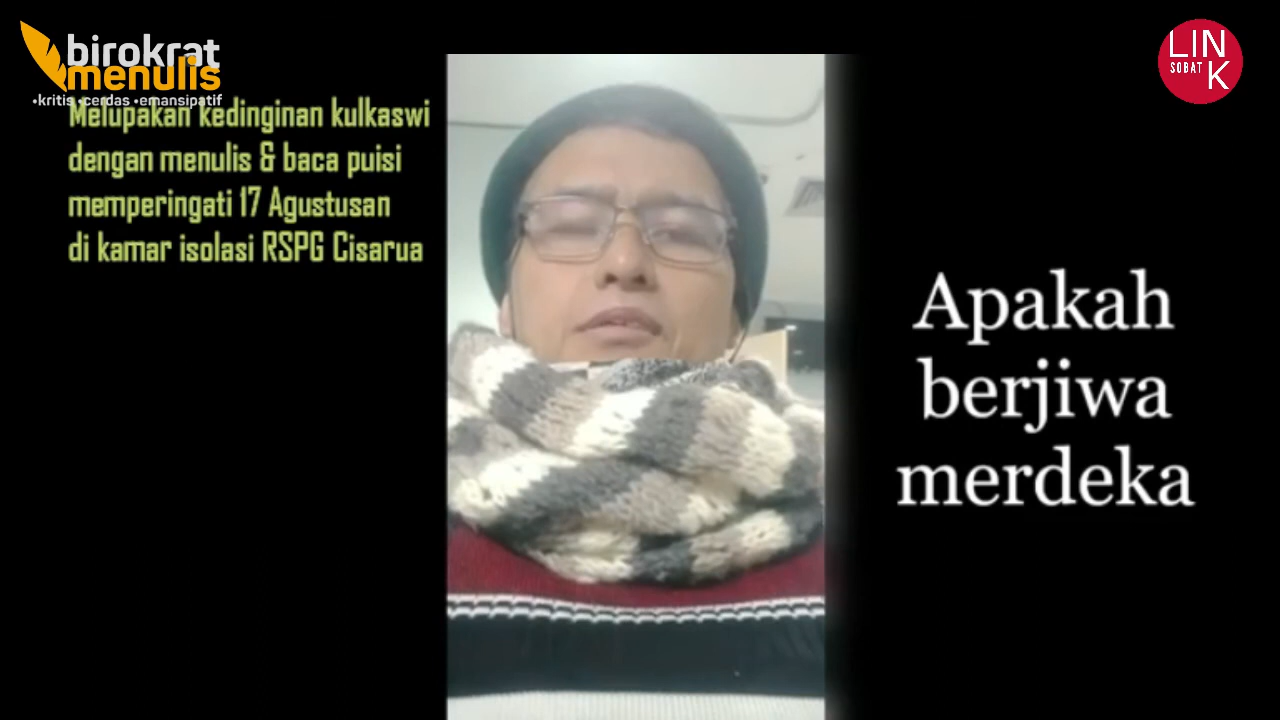 birokrat
menulis
•kritis •cerdas •emansipatif
Melupakan kedinginan kulkaswi
dengan menulis & baca puisi
memperingati 17 Agustusan
di kamar isolasi RSPG Cisarua
LIN
SOBAT K
Apakah
berjiwa
merdeka